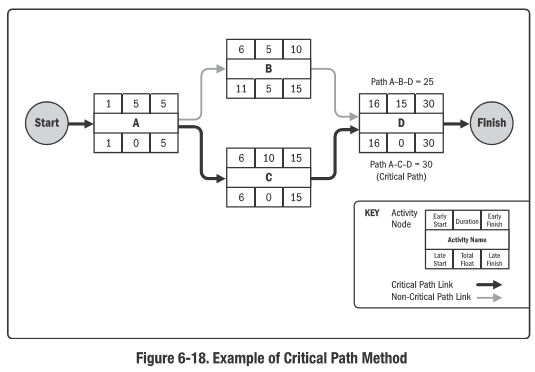 6 5 10
B
11 5 15
Path A–B–D = 25
1 5 5
A
1 0 5
Start
16 15 30
D
16 0 30
Finish
6 10 15
C
6 0 15
Path A–C–D = 30
(Critical Path)
KEY
Activity
Node
Early
Start
Duration
Early
Finish
Activity Name
Late
Start
Total
Float
Late
Finish
Critical Path Link
Non-Critical Path Link
Figure 6-18. Example of Critical Path Method